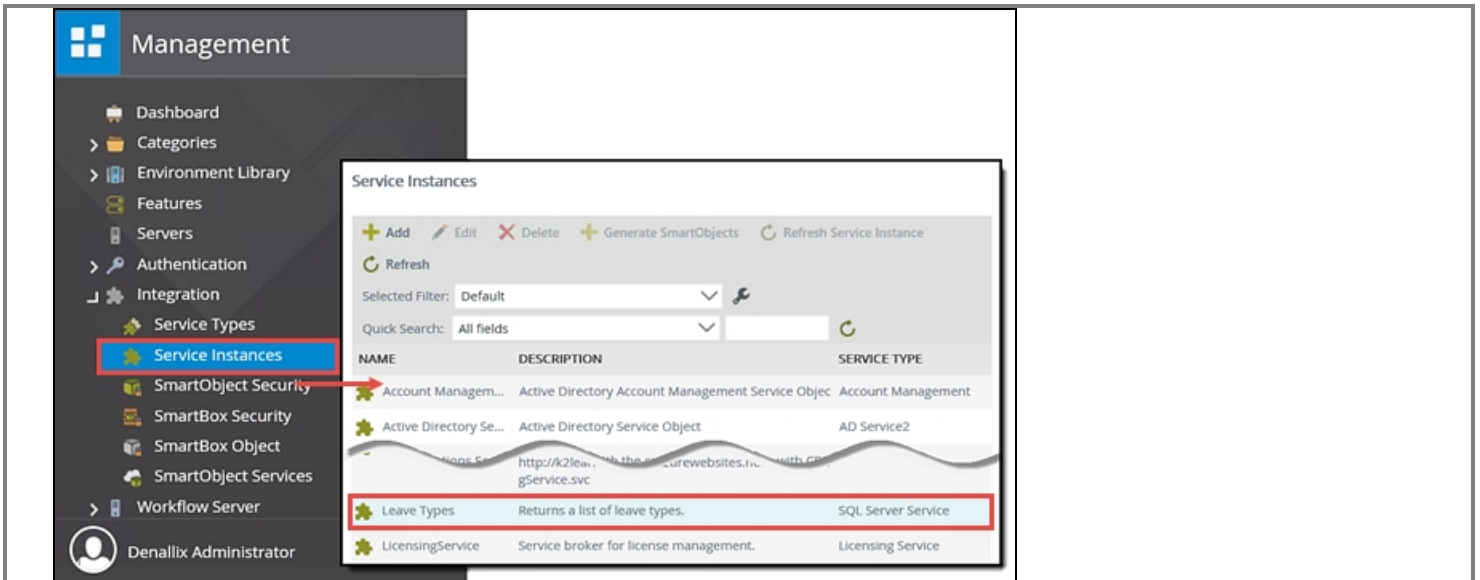 Management
Dashboard
Categories
Environment Library
Features
Servers
Authentication
Integration
Service Types
Service Instances
SmartObject Security
SmartBox Security
SmartBox Object
SmartObject Services
Workflow Server
Denallix Administrator
Service Instances
Add Edit Delete Generate SmartObjects Refresh Service Instance
Refresh
Selected Filter: Default
Quick Search: All fields
NAME DESCRIPTION SERVICE TYPE
Account Managem... Active Directory Account Management Service Objec Account Management
Active Directory Se... Active Directory Service Object AD Service2
gService.svc
Leave Types Returns a list of leave types. SQL Server Service
LicensingService Service broker for license management. Licensing Service